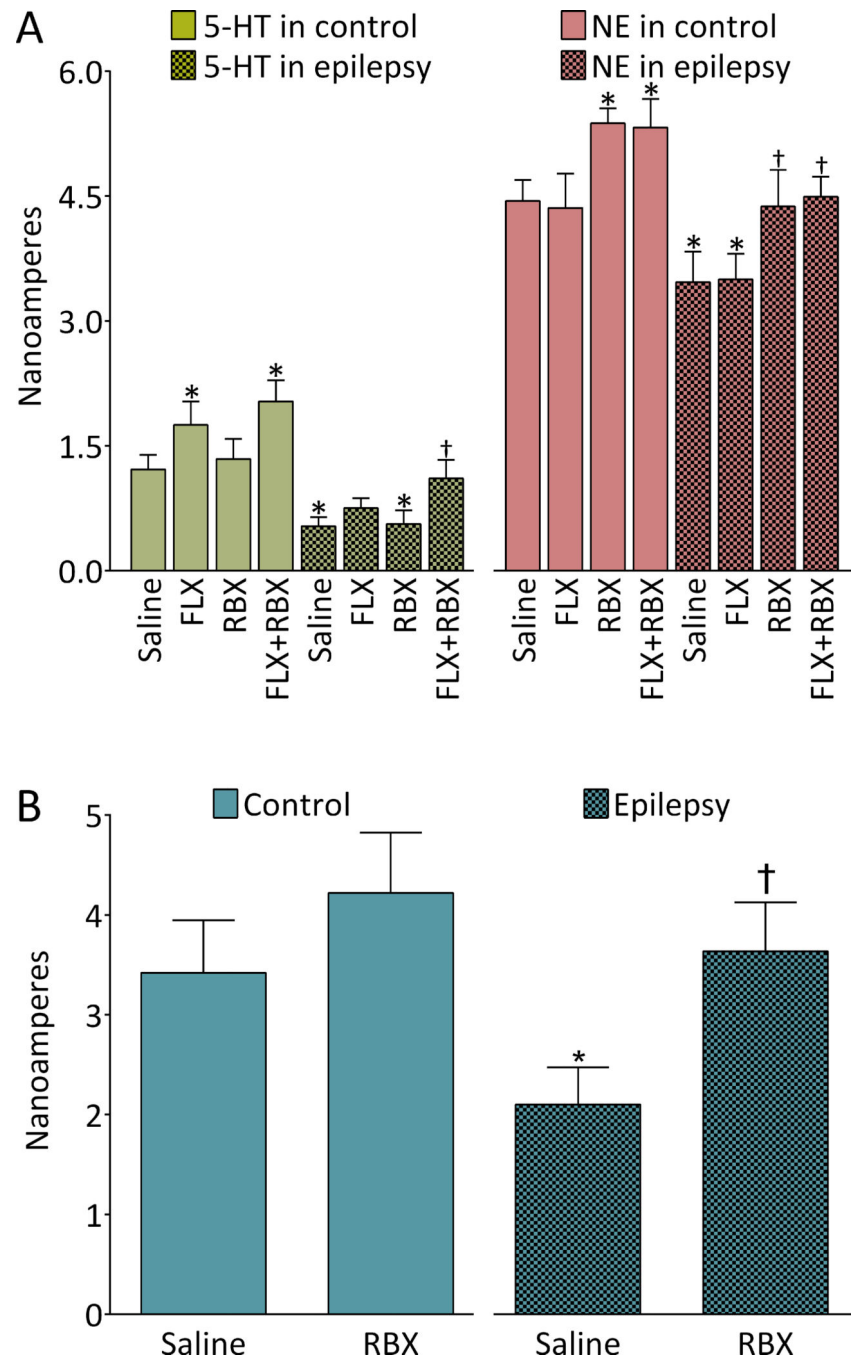 A
5-HT in control
5-HT in epilepsy
NE in control
NE in epilepsy
Nanoamperes
6.0
4.5
3.0
1.5
0.0
* * * * †
* * * * † †
Saline FLX RBX FLX+RBX Saline FLX RBX FLX+RBX
Saline FLX RBX FLX+RBX Saline FLX RBX FLX+RBX
B
Control
Epilepsy
Nanoamperes
5
4
3
2
1
0
* †
Saline RBX Saline RBX